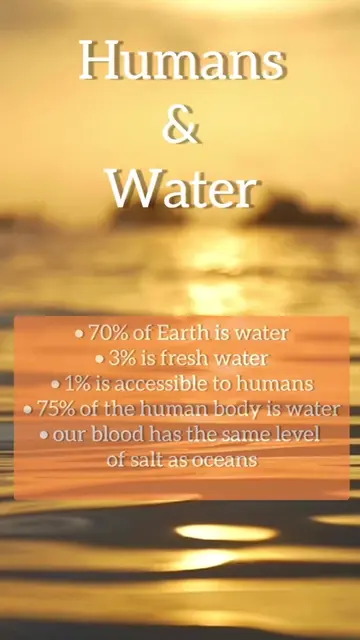 Humans
&
Water
• 70% of Earth is water
• 3% is fresh water
• 1% is accessible to humans
• 75% of the human body is water
• our blood has the same level
of salt as oceans